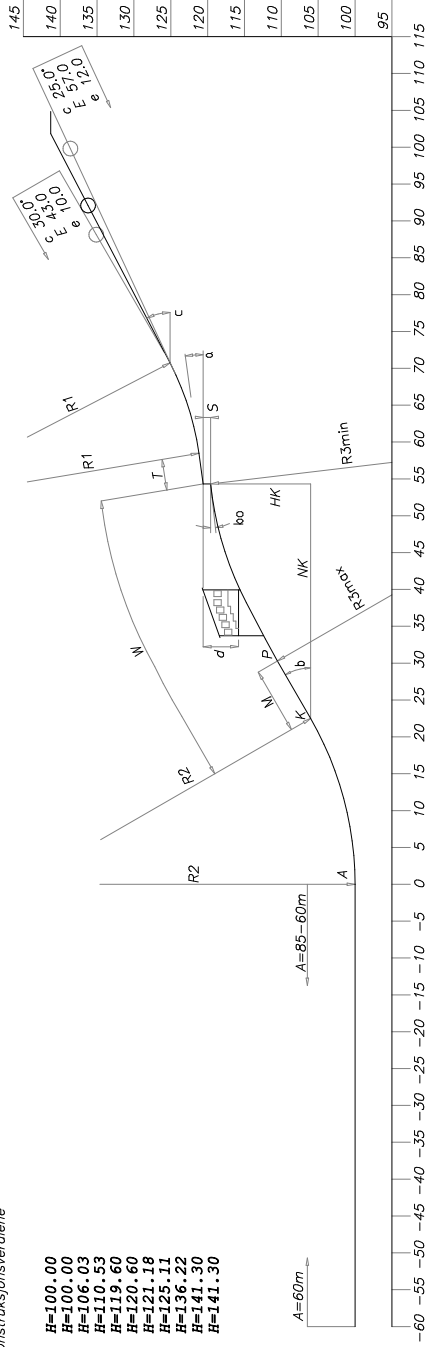 onstruksjonsverdiene
H=100.00
H=100.00
H=106.03
H=110.53
H=119.60
H=120.60
H=121.18
H=125.11
H=136.22
H=141.30
H=141.30
A=60m
A=85-60m
A
R2
R2
K
M
P
b
W
d
NK
HK
R3max
R3min
bo
S
T
a
R1
R1
c
c 30.0°
E 43.0
e 10.0
c 25.0°
E 57.0
e 12.0
145
140
135
130
125
120
115
110
105
100
95
-60 -55 -50 -45 -40 -35 -30 -25 -20 -15 -10 -5 0 5 10 15 20 25 30 35 40 45 50 55 60 65 70 75 80 85 90 95 100 105 110 115